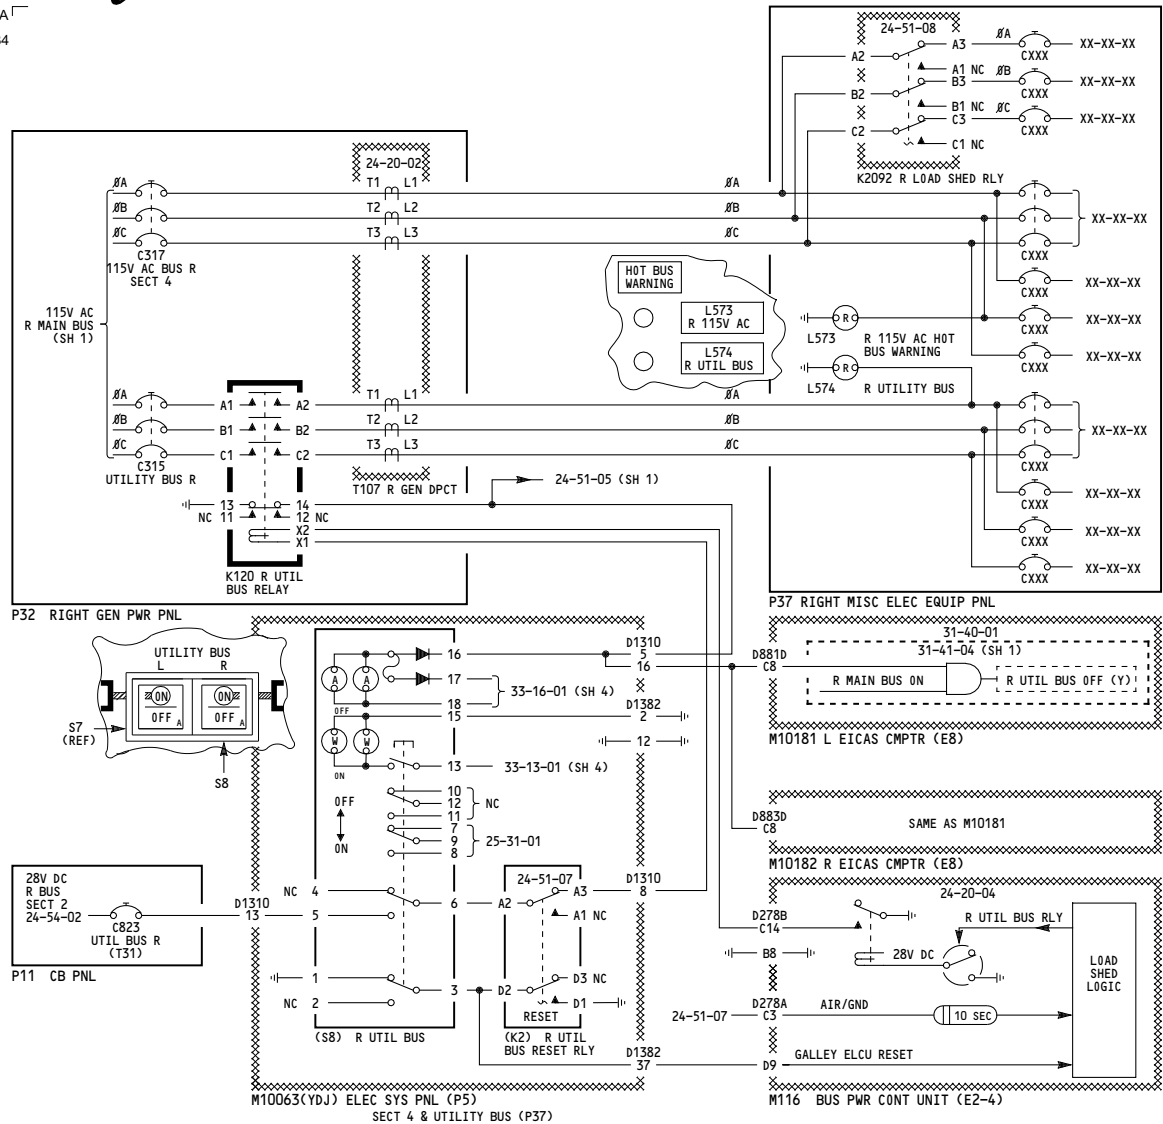 A
34
24-51-08
A2
A3
ØA
CXXX
XX-XX-XX
A1 NC
B2
B3
ØB
CXXX
XX-XX-XX
B1 NC
C2
C3
ØC
CXXX
XX-XX-XX
C1 NC
K2092 R LOAD SHED RLY
24-20-02
ØA
T1 L1
ØA
ØB
T2 L2
ØB
XX-XX-XX
ØC
T3 L3
ØC
CXXX
C317
115V AC BUS R
SECT 4
HOT BUS
WARNING
CXXX
XX-XX-XX
115V AC
R MAIN BUS
(SH 1)
L573
R 115V AC
R
L573
R 115V AC HOT
BUS WARNING
CXXX
XX-XX-XX
L574
R UTIL BUS
R
L574
R UTILITY BUS
CXXX
XX-XX-XX
ØA
A1
A2
T1 L1
ØA
ØB
B1
B2
T2 L2
ØB
XX-XX-XX
ØC
C1
C2
T3 L3
ØC
CXXX
C315
UTILITY BUS R
T107 R GEN DPCT
24-51-05 (SH 1)
CXXX
XX-XX-XX
13
14
NC 11
12 NC
X2
X1
CXXX
XX-XX-XX
CXXX
XX-XX-XX
K120 R UTIL
BUS RELAY
P32 RIGHT GEN PWR PNL
P37 RIGHT MISC ELEC EQUIP PNL
UTILITY BUS
L R
ON
ON
OFF
A
OFF
A
S7
(REF)
S8
A
A
OFF
W
W
ON
16
17
18
33-16-01 (SH 4)
15
13
33-13-01 (SH 4)
D1310
5
16
D1382
2
12
OFF
ON
10
12
11
NC
7
9
8
25-31-01
31-40-01
31-41-04 (SH 1)
D881D
C8
R MAIN BUS ON
R UTIL BUS OFF (Y)
M10181 L EICAS CMPTR (E8)
D883D
C8
SAME AS M10181
M10182 R EICAS CMPTR (E8)
28V DC
R BUS
SECT 2
24-54-02
C823
UTIL BUS R
(T31)
P11 CB PNL
D1310
13
NC 4
5
6
1
NC 2
3
(S8) R UTIL BUS
24-51-07
A2
A3
A1 NC
D2
D3 NC
D1
RESET
(K2) R UTIL
BUS RESET RLY
D1310
8
D1382
37
M10063(YDJ) ELEC SYS PNL (P5)
24-20-04
D278B
C14
R UTIL BUS RLY
B8
28V DC
LOAD
SHED
LOGIC
24-51-07
D278A
C3
AIR/GND
10 SEC
D9
GALLEY ELCU RESET
M116 BUS PWR CONT UNIT (E2-4)
SECT 4 & UTILITY BUS (P37)